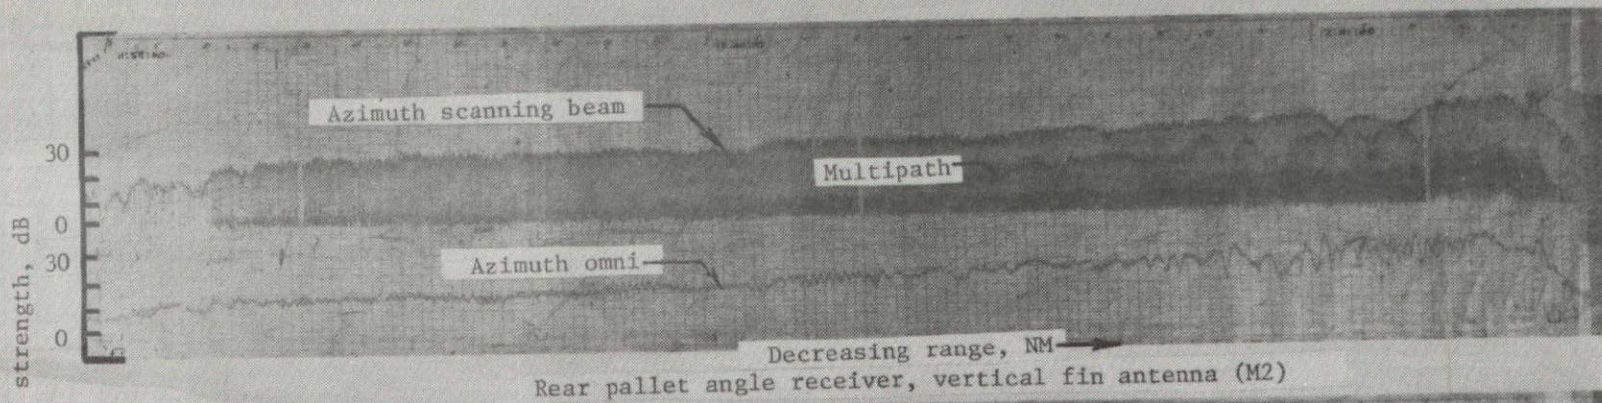 Azimuth scanning beam
30
Multipath
0
30
Azimuth omni
0
strength, dB
Decreasing range, NM
Rear pallet angle receiver, vertical fin antenna (M2)